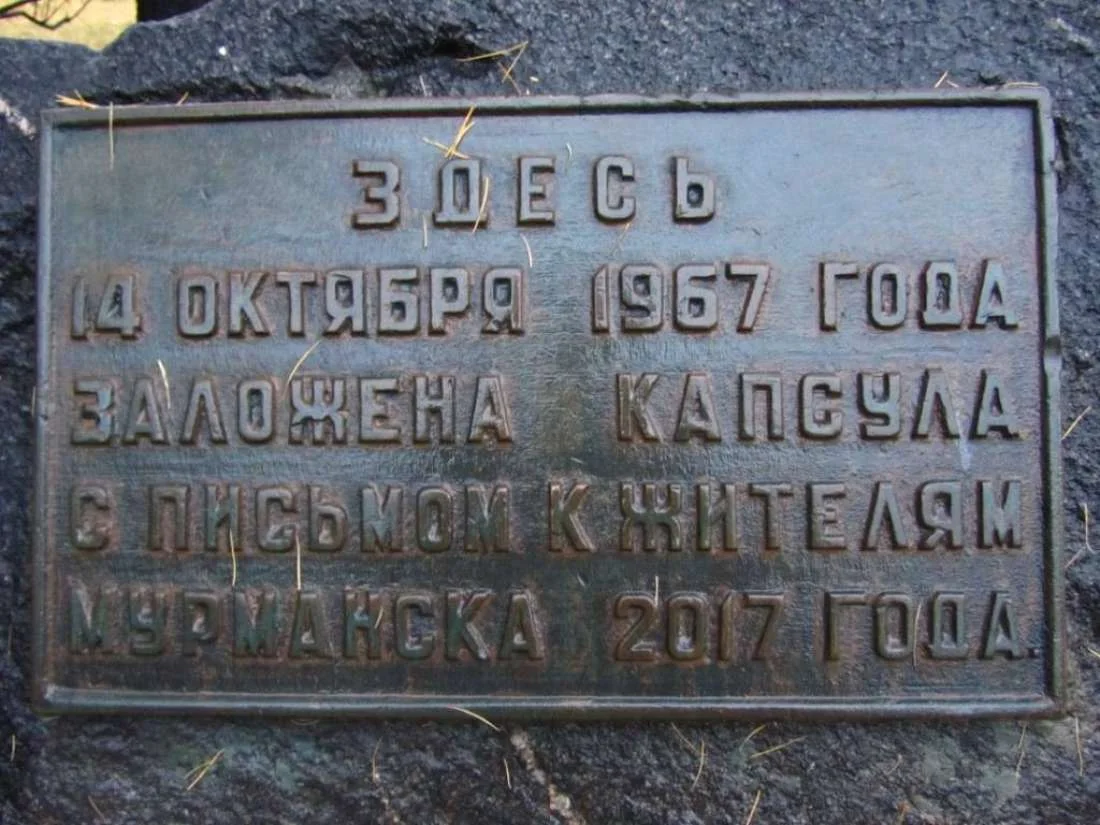 ЗДЕСЬ
14 ОКТЯБРЯ 1967 ГОДА
ЗАЛОЖЕНА КАПСУЛА
С ПИСЬМОМ К ЖИТЕЛЯМ
МУРМАНСКА 2017 ГОДА